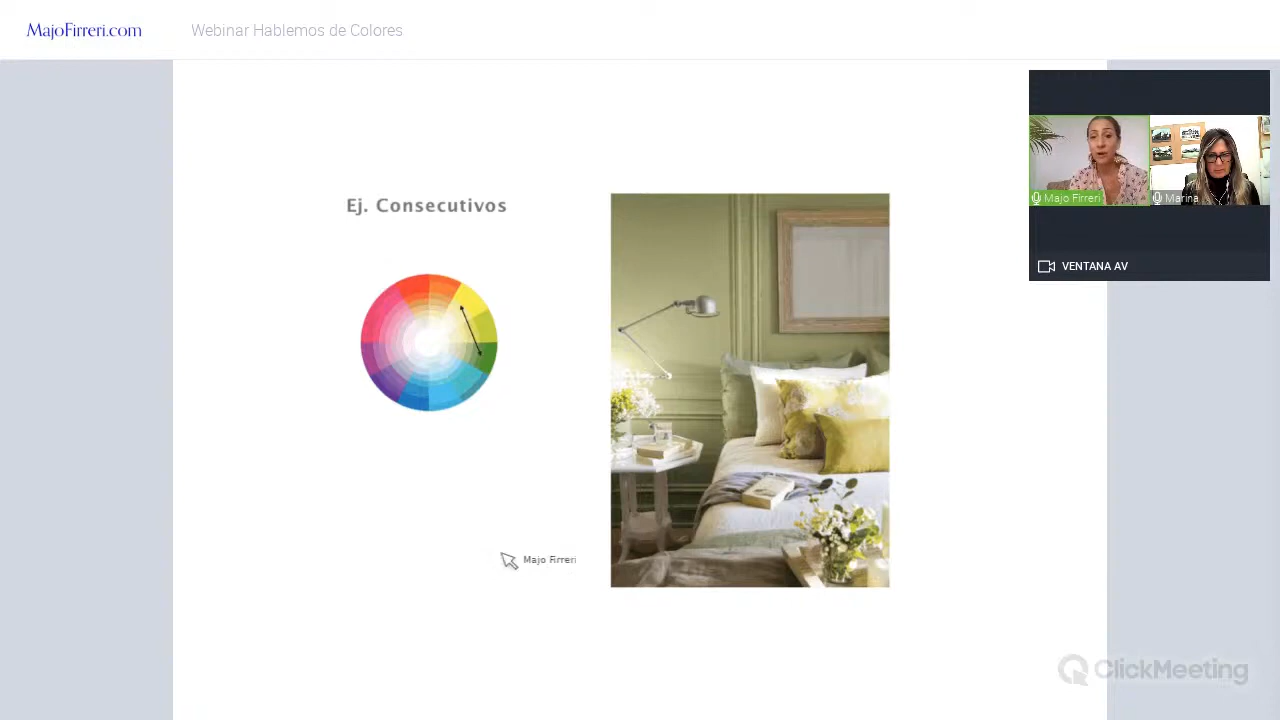 MajoFirreri.com
Webinar Hablemos de Colores
Ej. Consecutivos
Majo Firreri
Majo Firreri
Marina
VENTANA AV
ClickMeeting